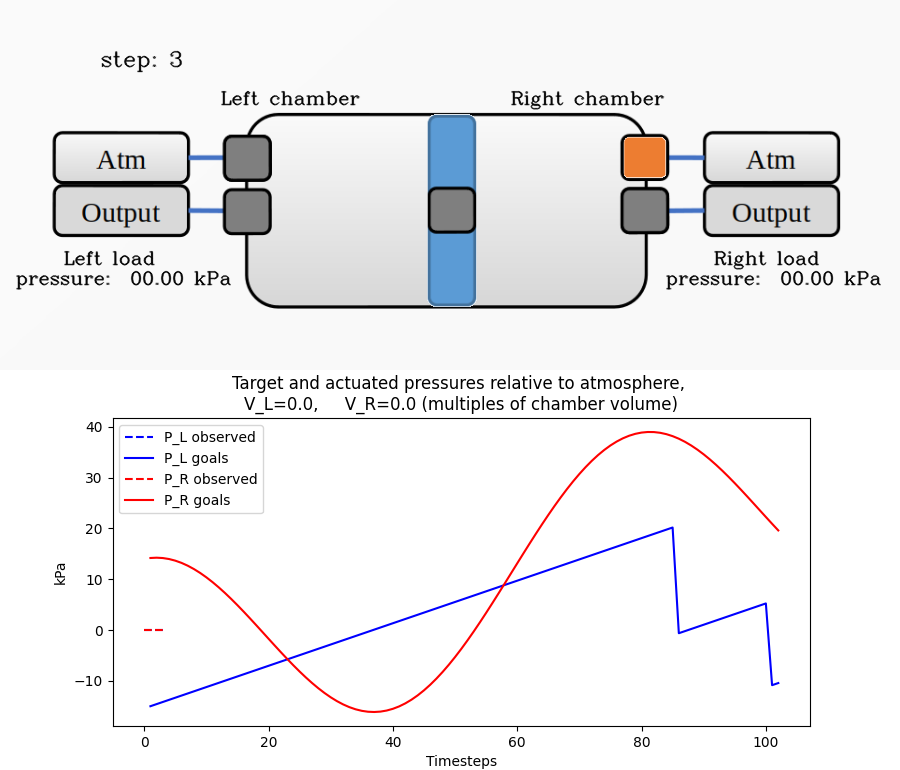 step: 3
Left chamber
Right chamber
Atm
Atm
Output
Output
Left load
pressure: 00.00 kPa
Right load
pressure: 00.00 kPa
Target and actuated pressures relative to atmosphere,
V_L=0.0, V_R=0.0 (multiples of chamber volume)
P_L observed
P_L goals
P_R observed
P_R goals
kPa
40
30
20
10
0
−10
0
20
40
60
80
100
Timesteps